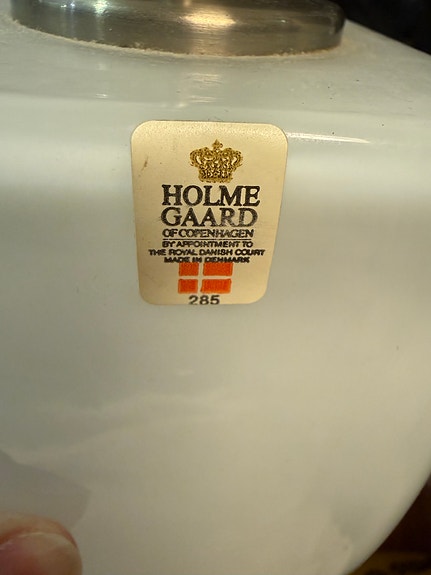 HOLME
GAARD
OF COPENHAGEN
BY APPOINTMENT TO
THE ROYAL DANISH COURT
MADE IN DENMARK
285